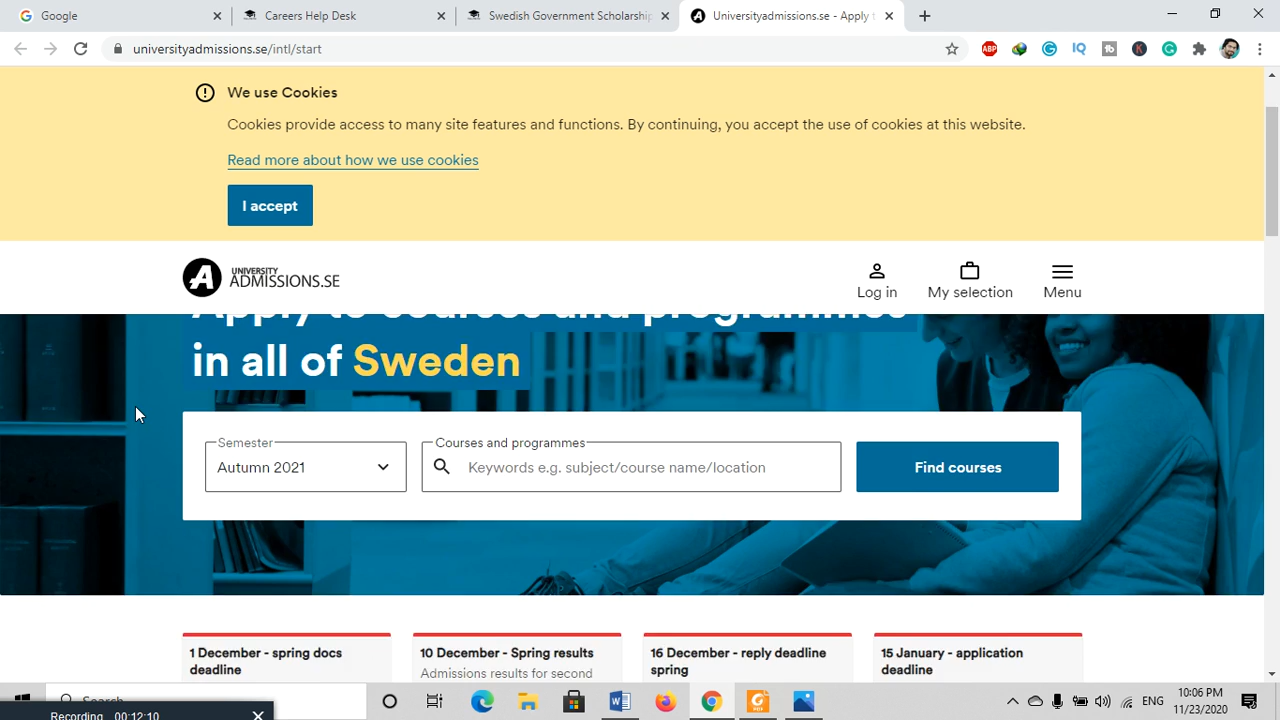 Google
Careers Help Desk
Swedish Government Scholarship
Universityadmissions.se - Apply t
universityadmissions.se/intl/start
ABP
IQ
tb
K
We use Cookies
Cookies provide access to many site features and functions. By continuing, you accept the use of cookies at this website.
Read more about how we use cookies
I accept
UNIVERSITY
ADMISSIONS.SE
Log in
My selection
Menu
Apply to courses and programmes
in all of Sweden
Semester
Courses and programmes
Autumn 2021
Keywords e.g. subject/course name/location
Find courses
1 December - spring docs
deadline
10 December - Spring results
Admissions results for second
16 December - reply deadline
spring
15 January - application
deadline
Search
Recording 00:12:10
PDF
ENG
10:06 PM
11/23/2020